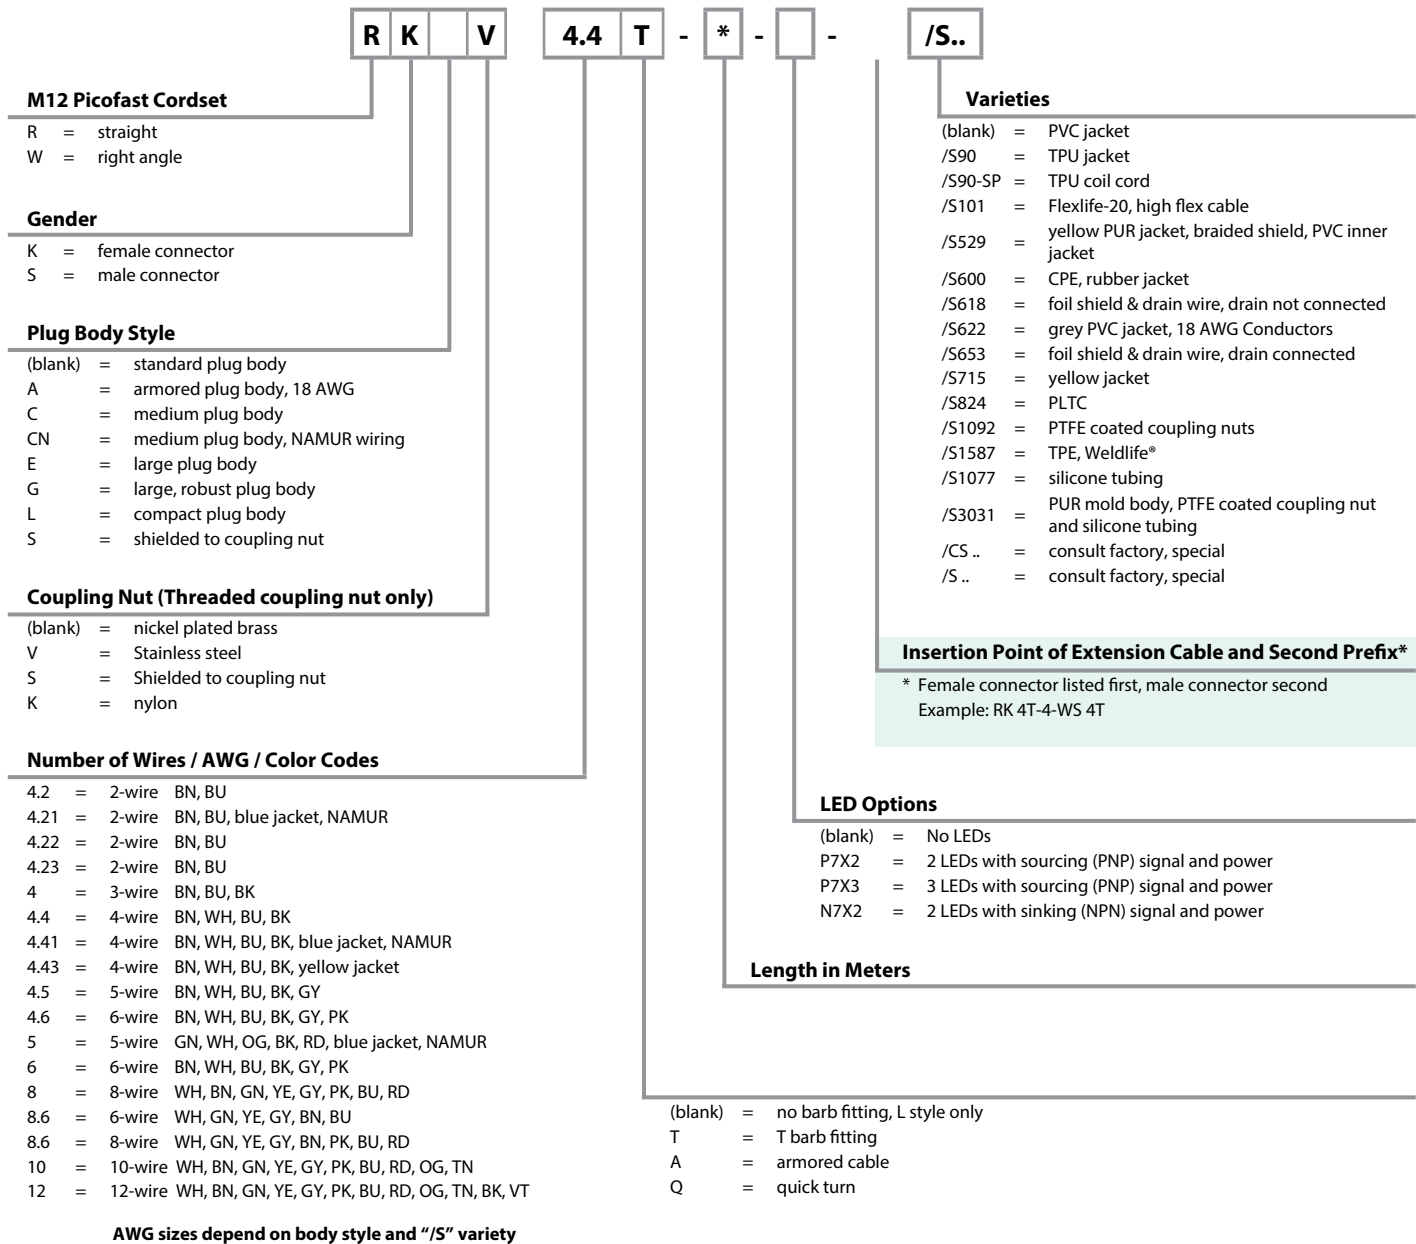 R K V 4.4 T - * - - /S..
M12 Picofast Cordset
R = straight
W = right angle
Gender
K = female connector
S = male connector
Plug Body Style
(blank) = standard plug body
A = armored plug body, 18 AWG
C = medium plug body
CN = medium plug body, NAMUR wiring
E = large plug body
G = large, robust plug body
L = compact plug body
S = shielded to coupling nut
Coupling Nut (Threaded coupling nut only)
(blank) = nickel plated brass
V = Stainless steel
S = Shielded to coupling nut
K = nylon
Number of Wires / AWG / Color Codes
4.2 = 2-wire BN, BU
4.21 = 2-wire BN, BU, blue jacket, NAMUR
4.22 = 2-wire BN, BU
4.23 = 2-wire BN, BU
4 = 3-wire BN, BU, BK
4.4 = 4-wire BN, WH, BU, BK
4.41 = 4-wire BN, WH, BU, BK, blue jacket, NAMUR
4.43 = 4-wire BN, WH, BU, BK, yellow jacket
4.5 = 5-wire BN, WH, BU, BK, GY
4.6 = 6-wire BN, WH, BU, BK, GY, PK
5 = 5-wire GN, WH, OG, BK, RD, blue jacket, NAMUR
6 = 6-wire BN, WH, BU, BK, GY, PK
8 = 8-wire WH, BN, GN, YE, GY, PK, BU, RD
8.6 = 6-wire WH, GN, YE, GY, BN, BU
8.6 = 8-wire WH, GN, YE, GY, BN, PK, BU, RD
10 = 10-wire WH, BN, GN, YE, GY, PK, BU, RD, OG, TN
12 = 12-wire WH, BN, GN, YE, GY, PK, BU, RD, OG, TN, BK, VT
AWG sizes depend on body style and “/S” variety
Varieties
(blank) = PVC jacket
/S90 = TPU jacket
/S90-SP = TPU coil cord
/S101 = Flexlife-20, high flex cable
/S529 = yellow PUR jacket, braided shield, PVC inner
jacket
/S600 = CPE, rubber jacket
/S618 = foil shield & drain wire, drain not connected
/S622 = grey PVC jacket, 18 AWG Conductors
/S653 = foil shield & drain wire, drain connected
/S715 = yellow jacket
/S824 = PLTC
/S1092 = PTFE coated coupling nuts
/S1587 = TPE, Weldlife®
/S1077 = silicone tubing
/S3031 = PUR mold body, PTFE coated coupling nut
and silicone tubing
/CS .. = consult factory, special
/S .. = consult factory, special
Insertion Point of Extension Cable and Second Prefix*
* Female connector listed first, male connector second
Example: RK 4T-4-WS 4T
LED Options
(blank) = No LEDs
P7X2 = 2 LEDs with sourcing (PNP) signal and power
P7X3 = 3 LEDs with sourcing (PNP) signal and power
N7X2 = 2 LEDs with sinking (NPN) signal and power
Length in Meters
(blank) = no barb fitting, L style only
T = T barb fitting
A = armored cable
Q = quick turn